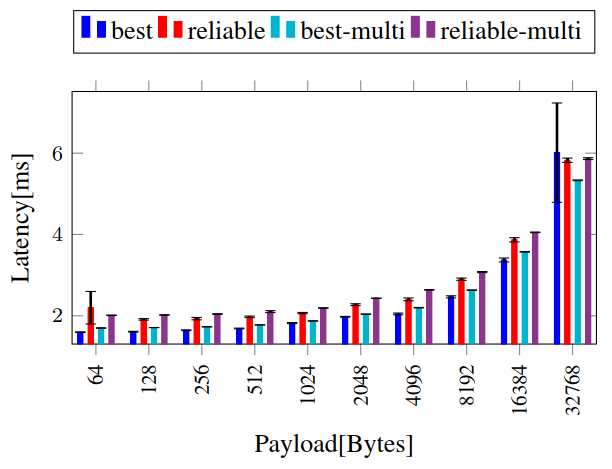 best reliable best-multi reliable-multi
Latency[ms]
6
4
2
64 128 256 512 1024 2048 4096 8192 16384 32768
Payload[Bytes]